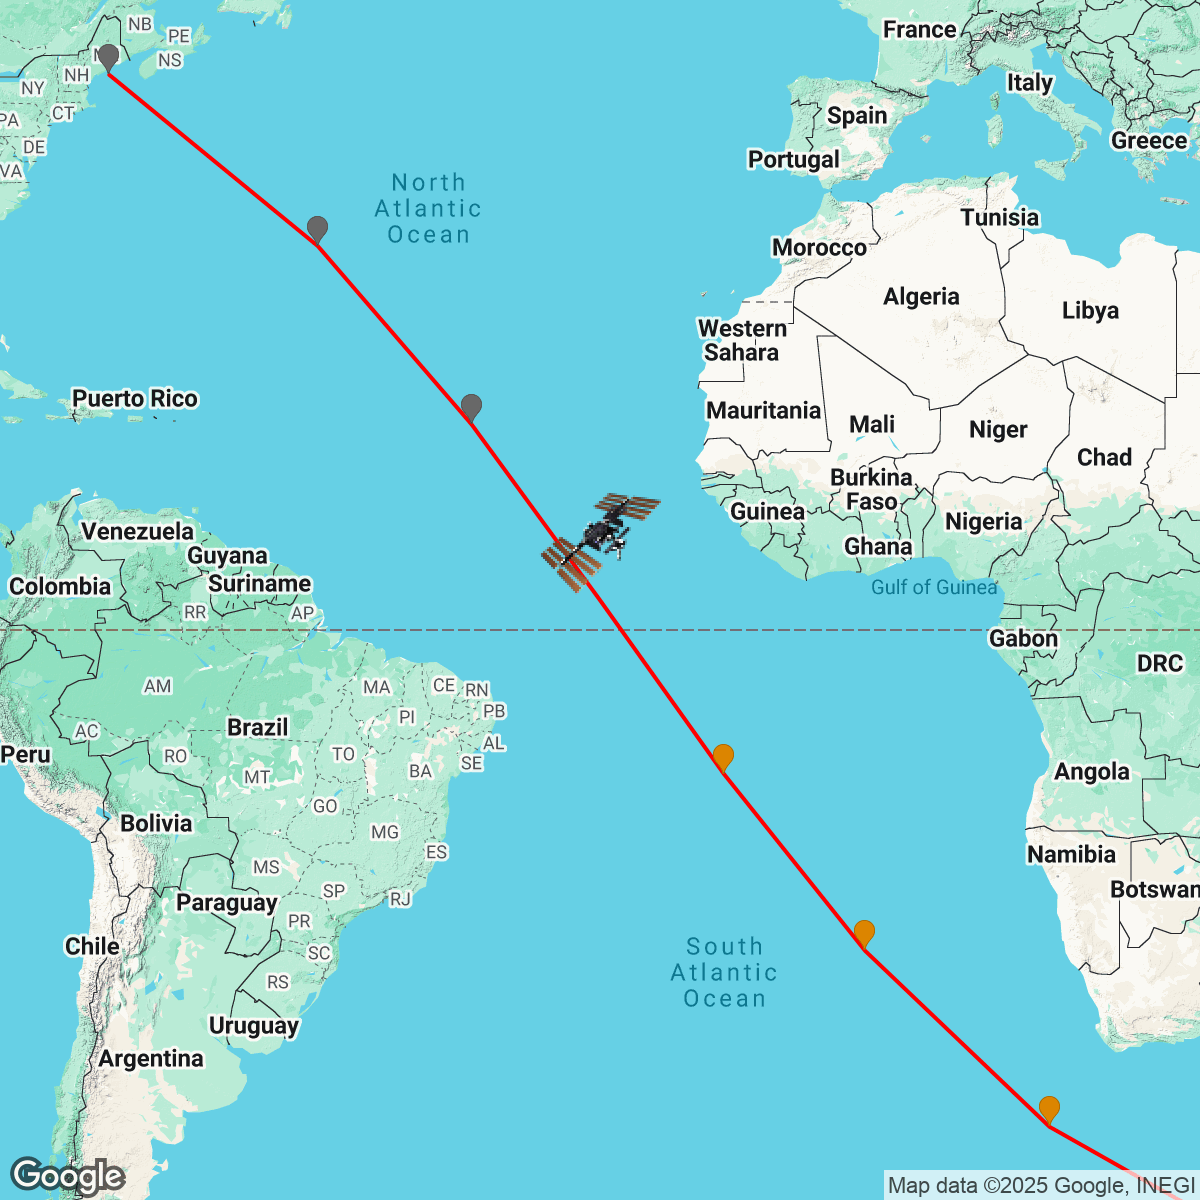 NB
PE
NS
NH
NY
CT
PA
DE
VA
France
Italy
Spain
Greece
Portugal
North
Atlantic
Ocean
Tunisia
Morocco
Algeria
Libya
Western
Sahara
Puerto Rico
Mauritania
Mali
Niger
Chad
Burkina
Faso
Guinea
Nigeria
Ghana
Venezuela
Guyana
Suriname
Colombia
Gulf of Guinea
RR
AP
Gabon
DRC
AM
MA
CE
RN
PI
PB
AC
Brazil
AL
Peru
RO
TO
SE
MT
BA
Angola
GO
Bolivia
MG
ES
Namibia
MS
SP
RJ
Botswan
Paraguay
PR
Chile
SC
South
Atlantic
Ocean
RS
Uruguay
Argentina
Google
Map data ©2025 Google, INEGI